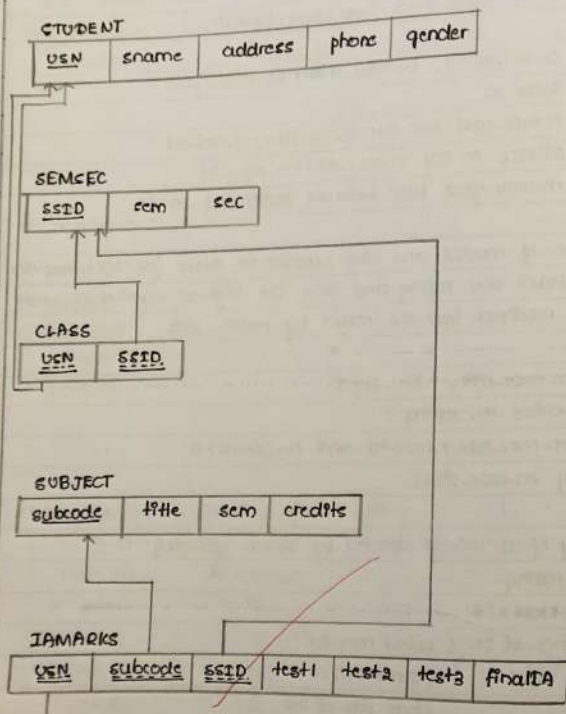 STUDENT
USN sname address phone gender
SEMSEC
SSID sem sec
CLASS
USN SSID
SUBJECT
subcode title sem credits
IAMARKS
USN subcode SSID test1 test2 test3 finalIA